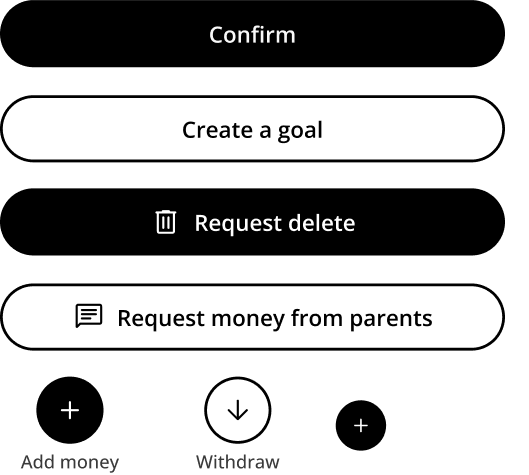 Confirm
Create a goal
Request delete
Request money from parents
Add money
Withdraw